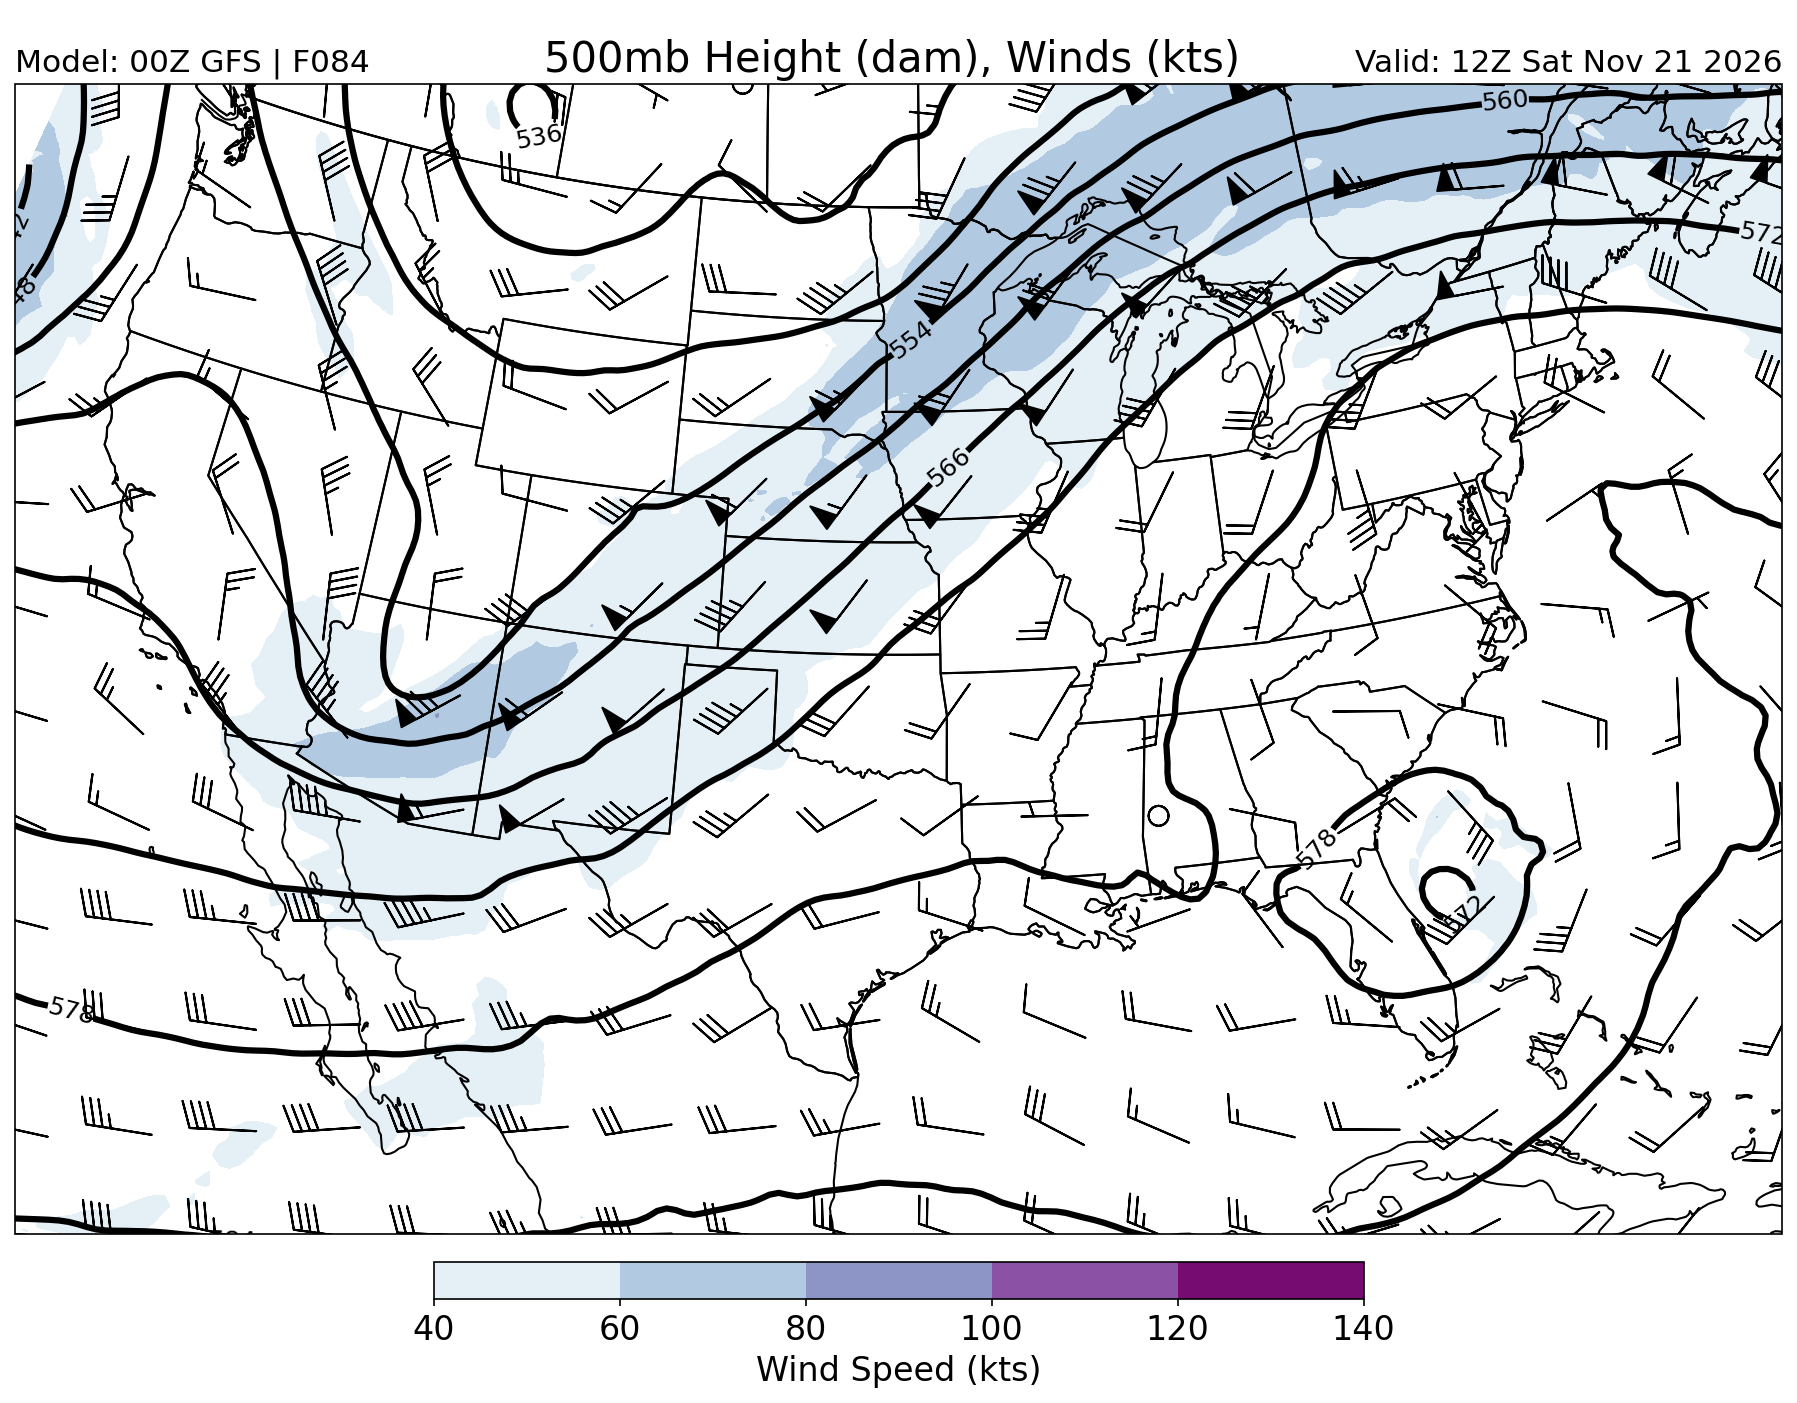 Model: 00Z GFS | F084
500mb Height (dam), Winds (kts)
Valid: 12Z Sat Nov 21 2026
536
560
572
48
554
566
578
572
578
40 60 80 100 120 140
Wind Speed (kts)